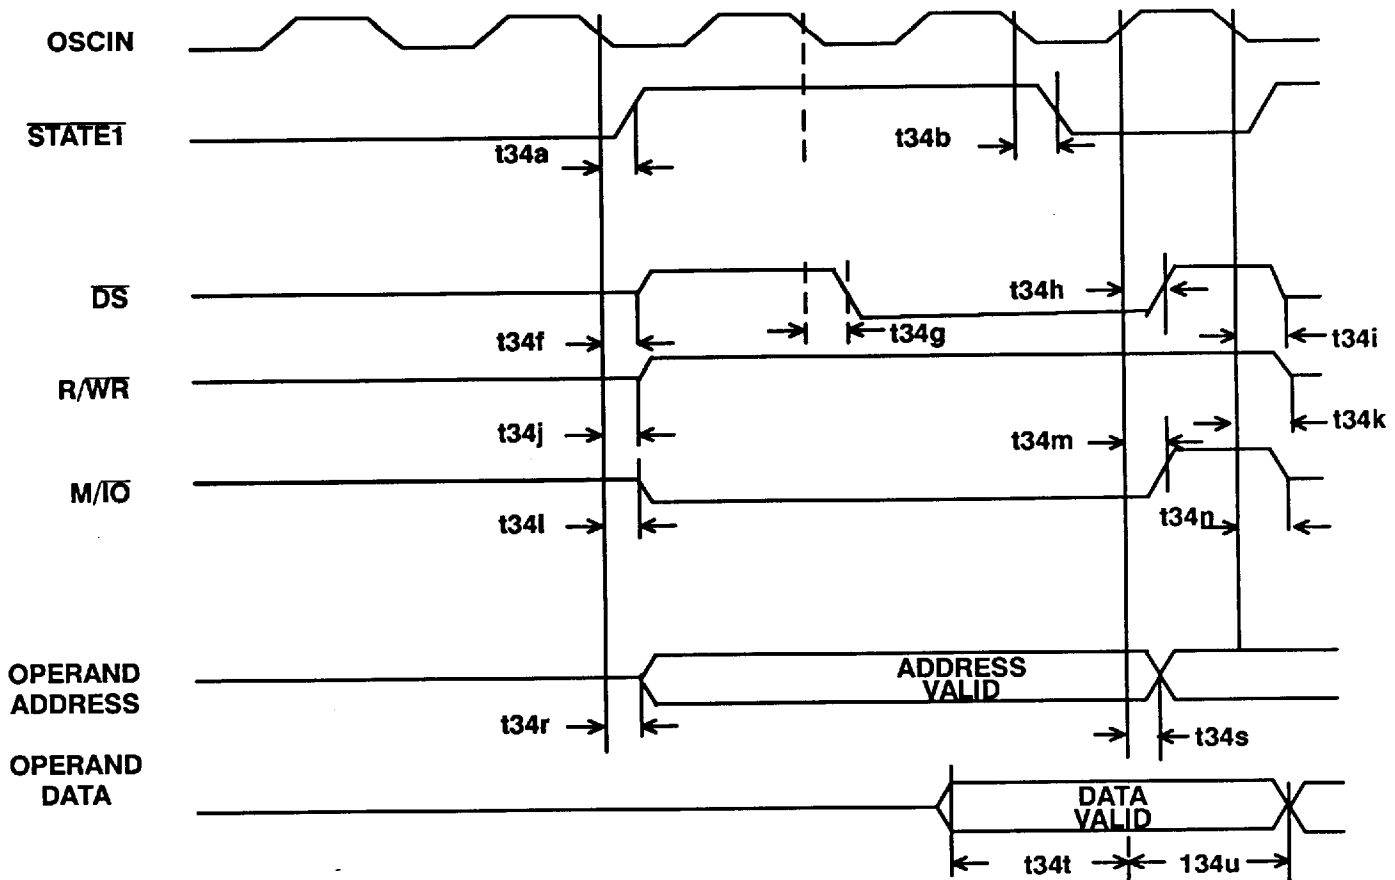 OSCIN
STATE1
t34a
t34b
DS
t34h
t34f
t34g
t34i
R/WR
t34j
t34m
t34k
M/IO
t34l
t34n
OPERAND
ADDRESS
ADDRESS
VALID
t34r
t34s
OPERAND
DATA
DATA
VALID
t34t
134u